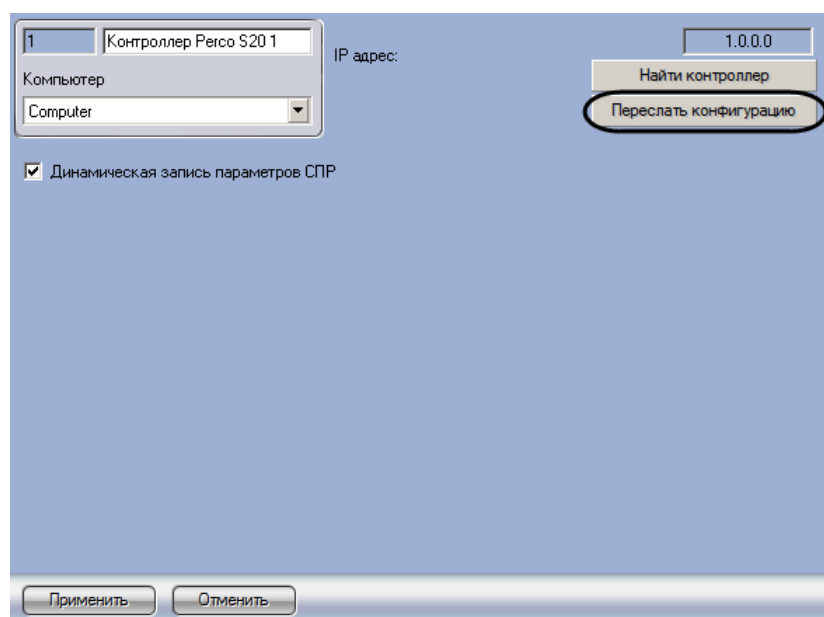 1 Контроллер Perco S20 1
IP адрес: 1.0.0.0
Компьютер
Найти контроллер
Computer
Переслать конфигурацию
Динамическая запись параметров СПР
Применить Отменить